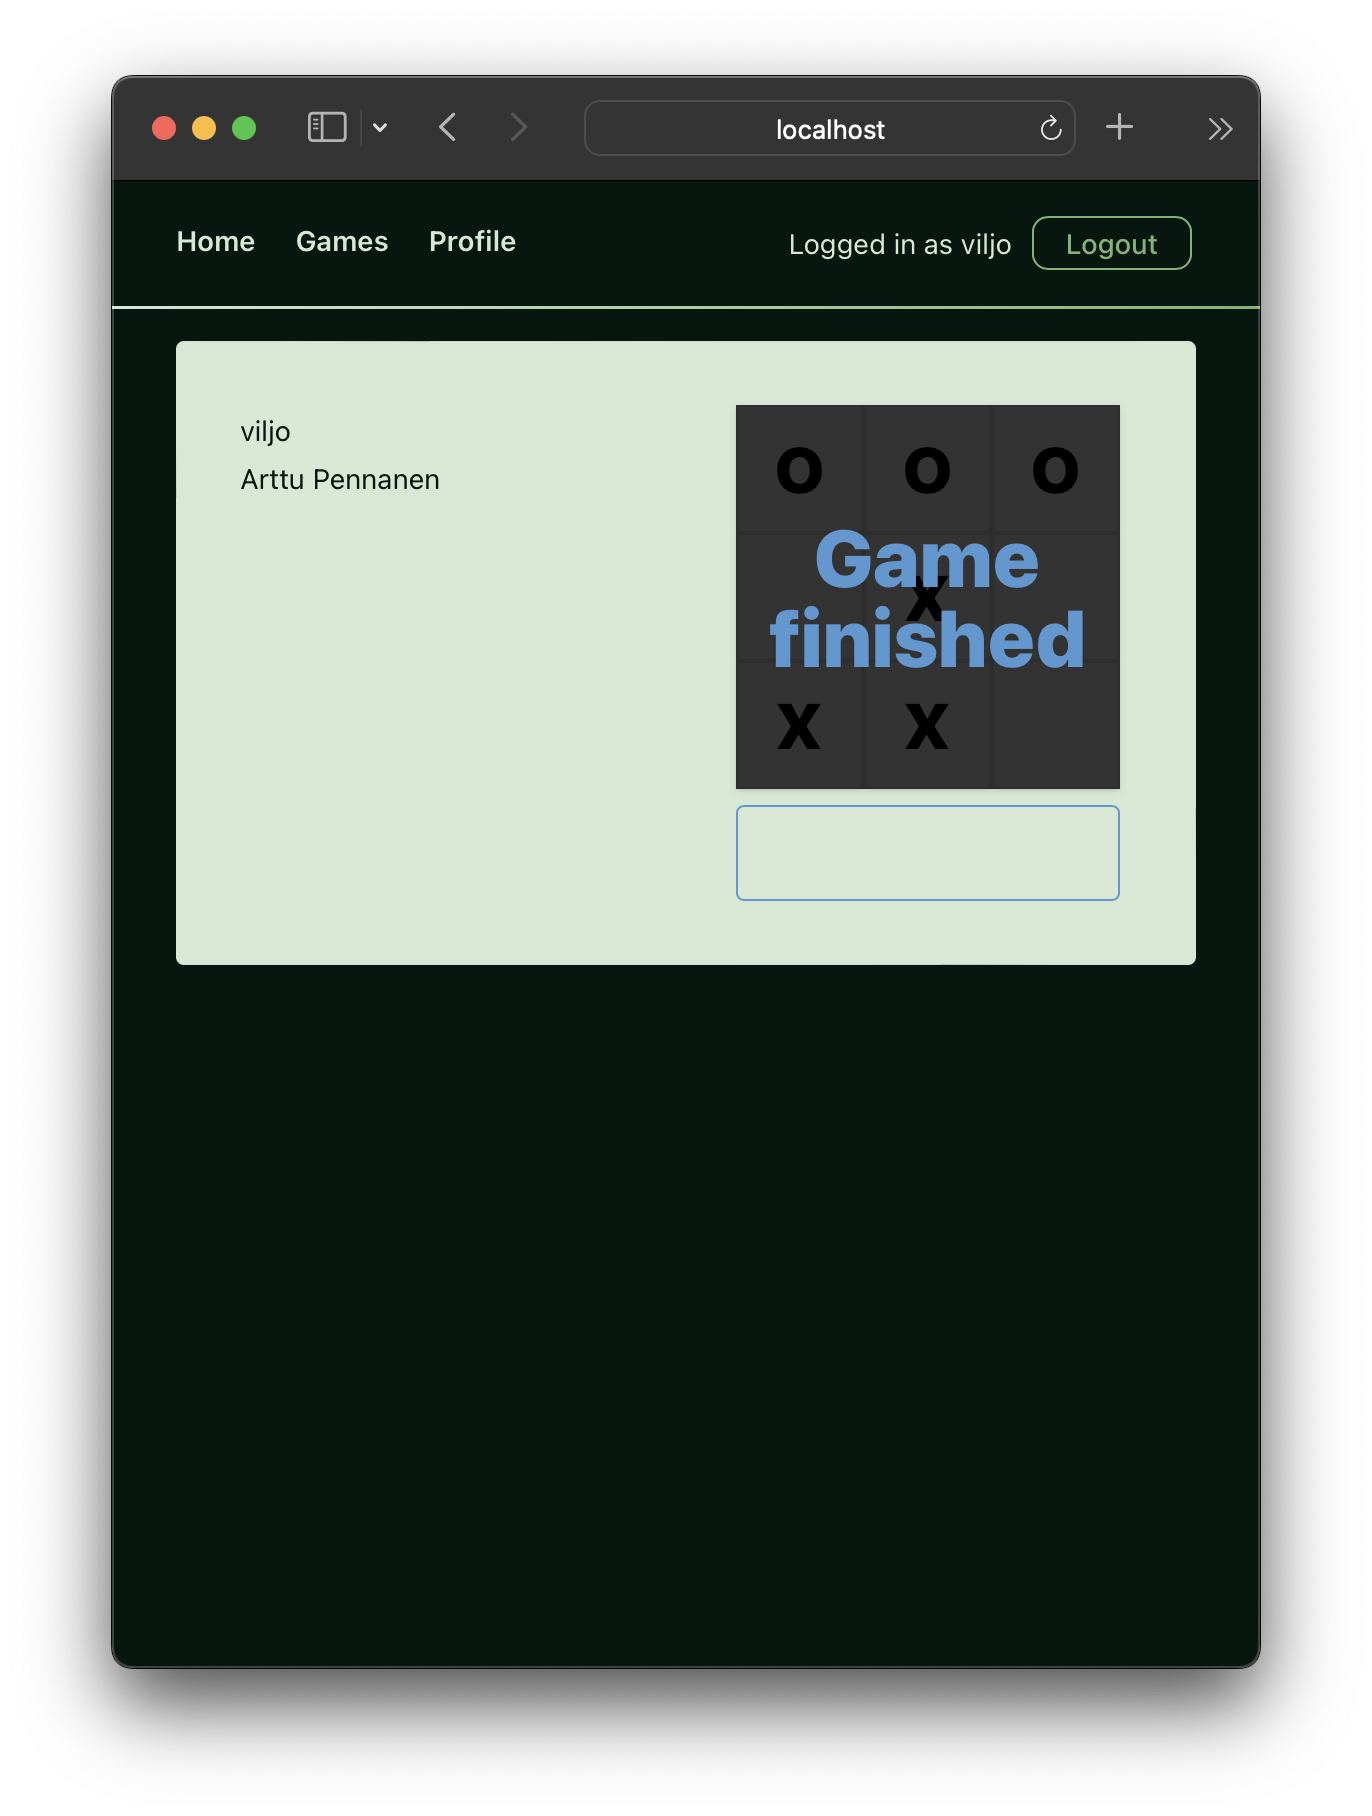 localhost
Home Games Profile Logged in as viljo Logout
viljo
Arttu Pennanen
O O O
Game
X
finished
X X